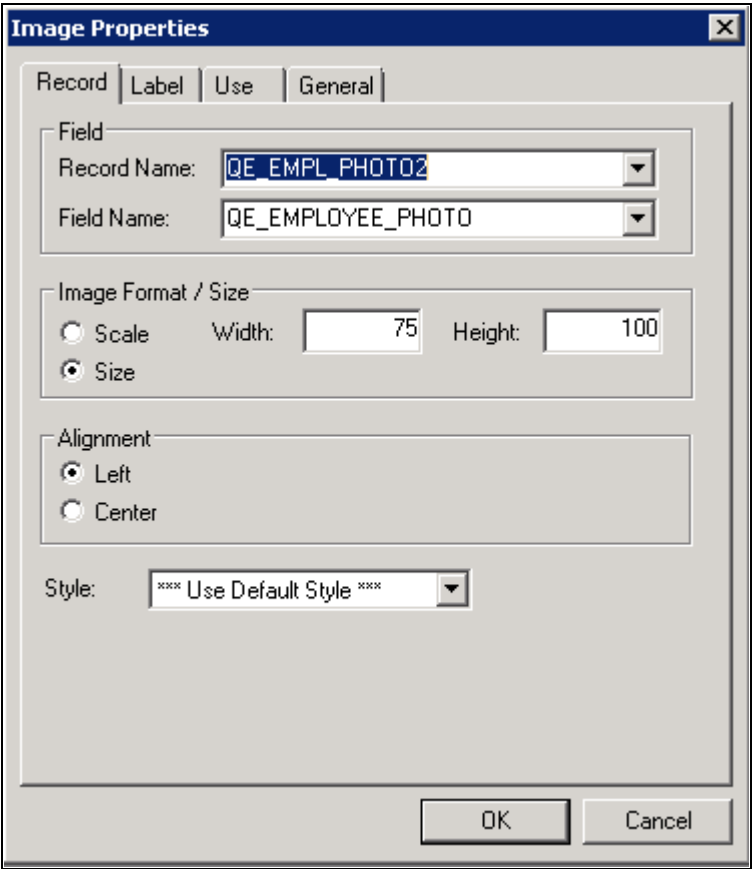 Image Properties
Record Label Use General
Field
Record Name: QE_EMPL_PHOTO2
Field Name: QE_EMPLOYEE_PHOTO
Image Format / Size
Scale Width: 75 Height: 100
Size
Alignment
Left
Center
Style: *** Use Default Style ***
OK Cancel